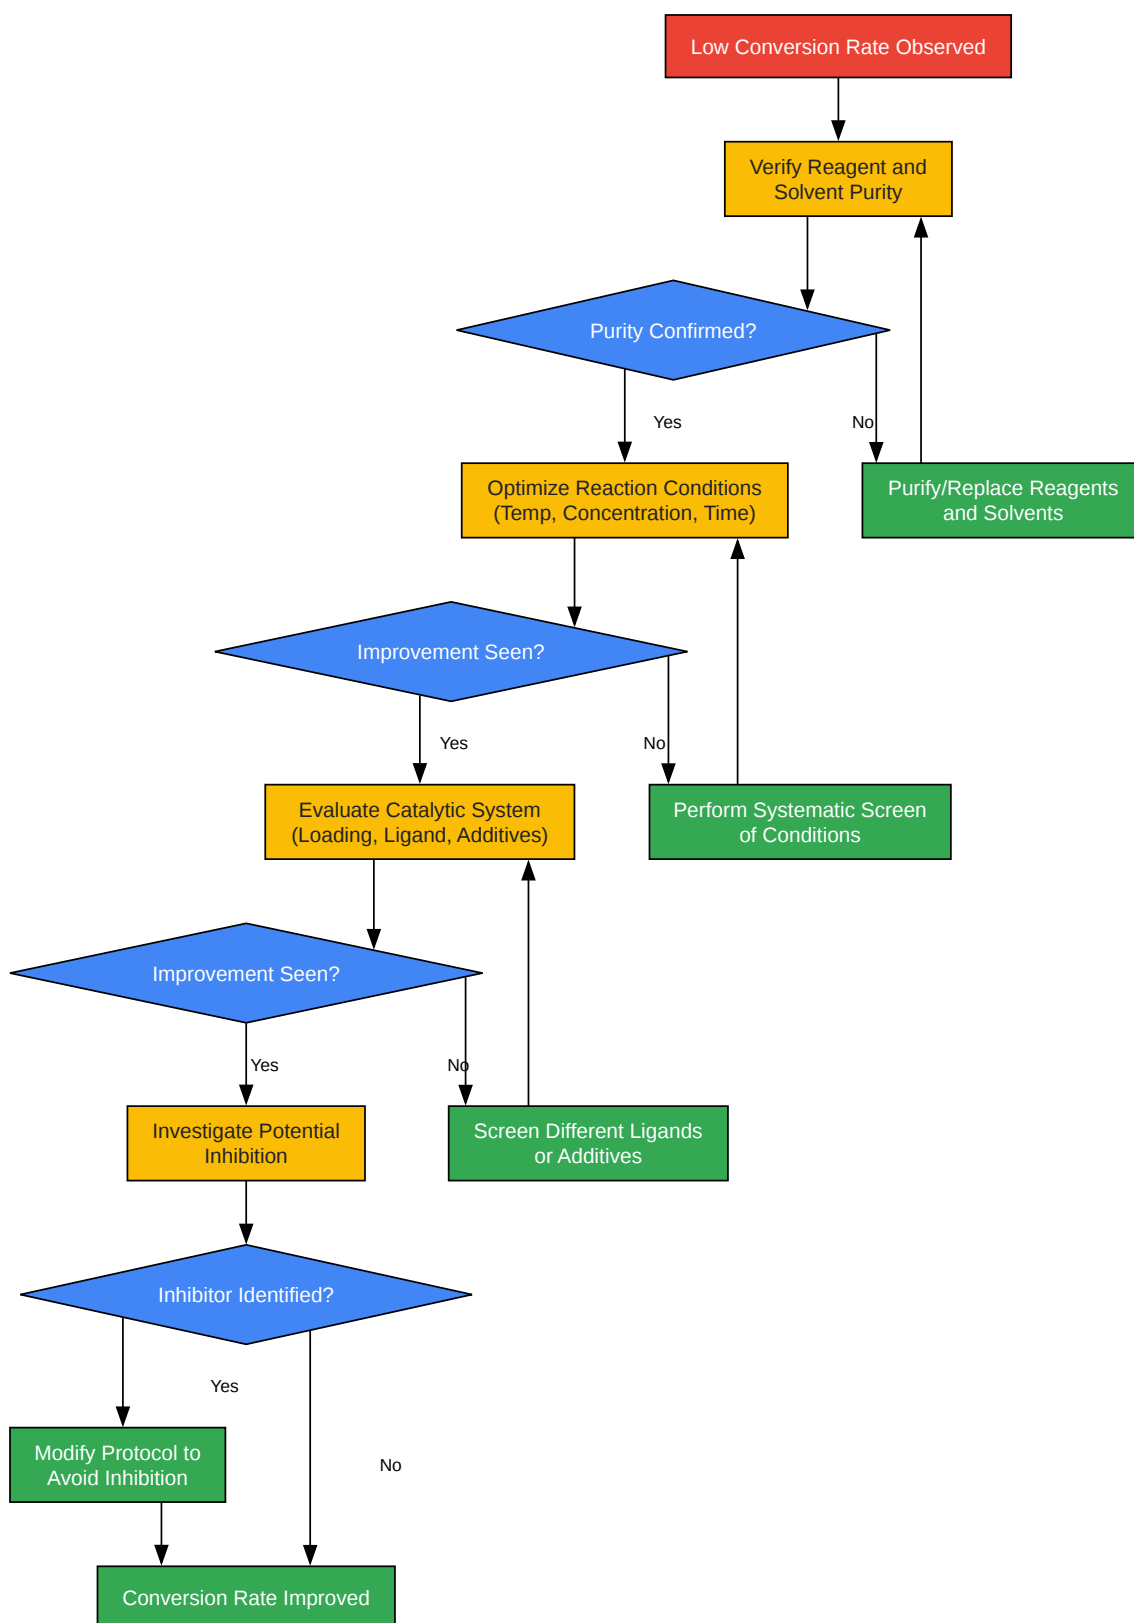 Low Conversion Rate Observed
Verify Reagent and
Solvent Purity
Purity Confirmed?
Yes
No
Optimize Reaction Conditions
(Temp, Concentration, Time)
Purify/Replace Reagents
and Solvents
Improvement Seen?
Yes
No
Evaluate Catalytic System
(Loading, Ligand, Additives)
Perform Systematic Screen
of Conditions
Improvement Seen?
Yes
No
Investigate Potential
Inhibition
Screen Different Ligands
or Additives
Inhibitor Identified?
Yes
No
Modify Protocol to
Avoid Inhibition
Conversion Rate Improved